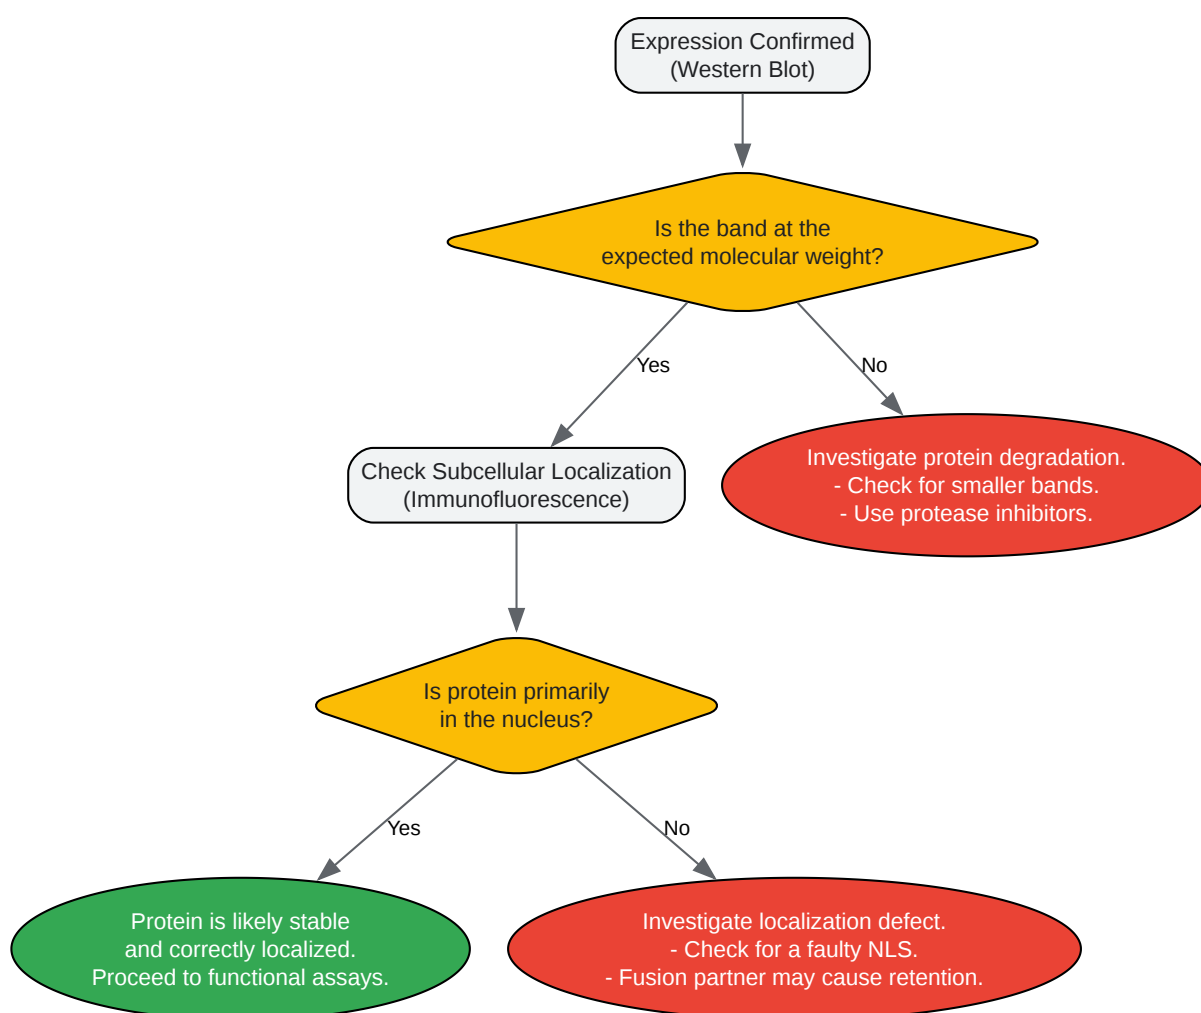 Expression Confirmed
(Western Blot)
Is the band at the
expected molecular weight?
Yes
No
Check Subcellular Localization
(Immunofluorescence)
Investigate protein degradation.
- Check for smaller bands.
- Use protease inhibitors.
Is protein primarily
in the nucleus?
Yes
No
Protein is likely stable
and correctly localized.
Proceed to functional assays.
Investigate localization defect.
- Check for a faulty NLS.
- Fusion partner may cause retention.